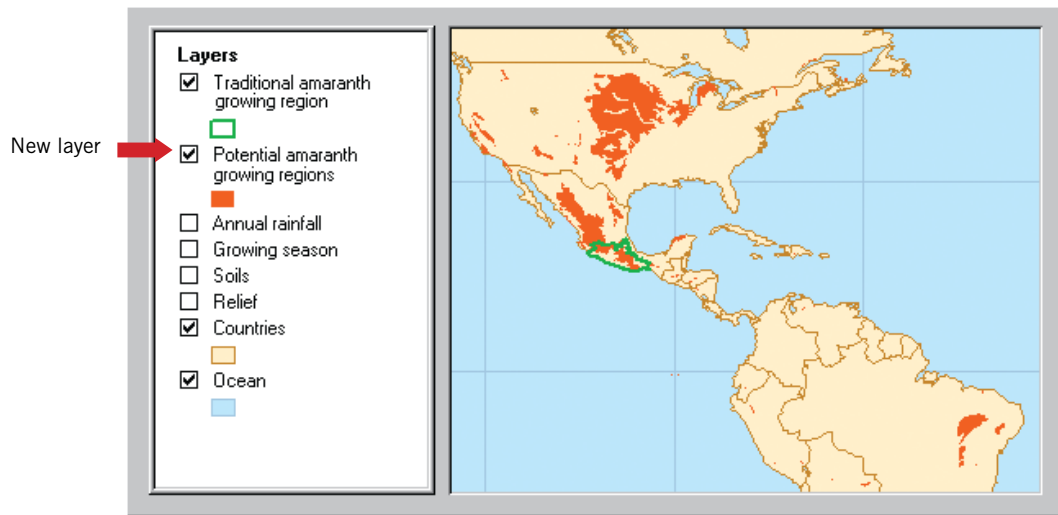 New layer
Layers
Traditional amaranth
growing region
Potential amaranth
growing regions
Annual rainfall
Growing season
Soils
Relief
Countries
Ocean